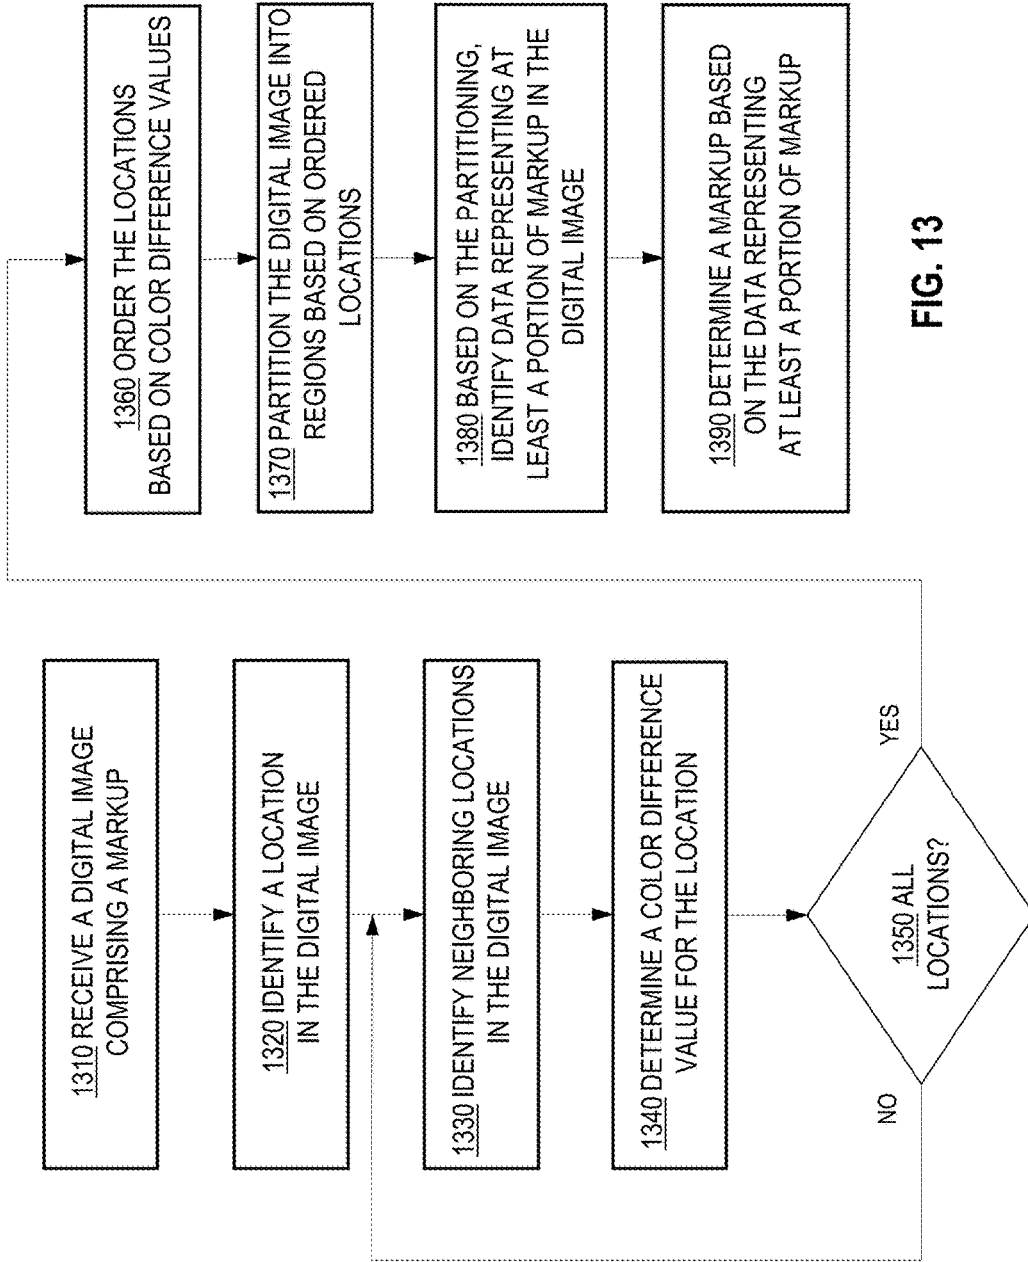 1310 RECEIVE A DIGITAL IMAGE
COMPRISING A MARKUP
1320 IDENTIFY A LOCATION
IN THE DIGITAL IMAGE
1330 IDENTIFY NEIGHBORING LOCATIONS
IN THE DIGITAL IMAGE
1340 DETERMINE A COLOR DIFFERENCE
VALUE FOR THE LOCATION
1350 ALL
LOCATIONS?
NO
YES
1360 ORDER THE LOCATIONS
BASED ON COLOR DIFFERENCE VALUES
1370 PARTITION THE DIGITAL IMAGE INTO
REGIONS BASED ON ORDERED
LOCATIONS
1380 BASED ON THE PARTITIONING,
IDENTIFY DATA REPRESENTING AT
LEAST A PORTION OF MARKUP IN THE
DIGITAL IMAGE
1390 DETERMINE A MARKUP BASED
ON THE DATA REPRESENTING
AT LEAST A PORTION OF MARKUP
FIG. 13